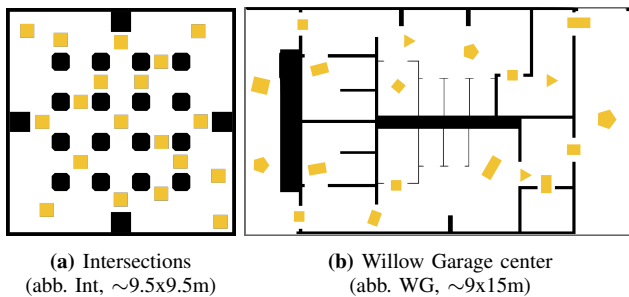 (a) Intersections
(abb. Int, ∼9.5x9.5m)
(b) Willow Garage center
(abb. WG, ∼9x15m)